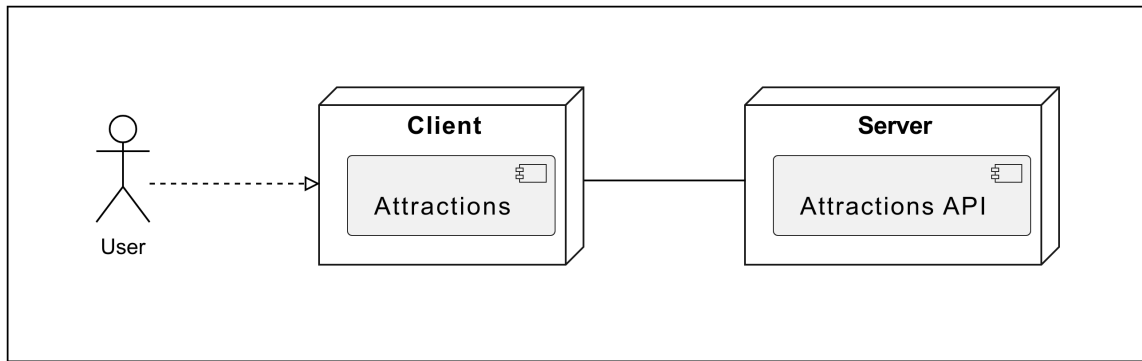 Client
Server
Attractions
Attractions API
User